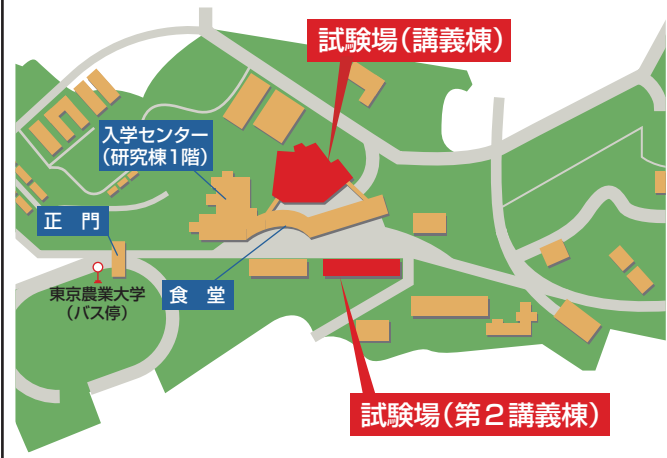 試験場(講義棟)
入学センター
(研究棟1階)
正 門
東京農業大学
(バス停)
食 堂
試験場(第2講義棟)